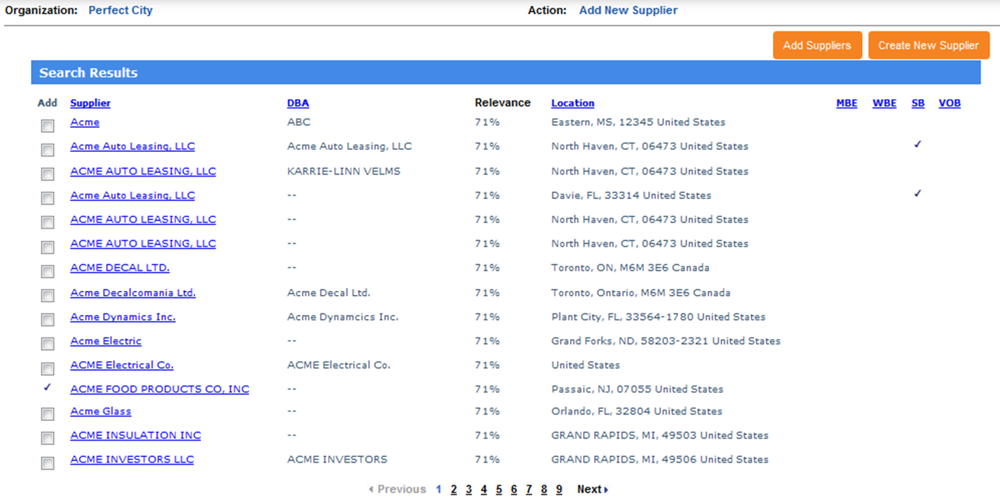 Organization: Perfect City Action: Add New Supplier
Add Suppliers Create New Supplier
Search Results
Add Supplier DBA Relevance Location MBE WBE SB VOB
Acme ABC 71% Eastern, MS, 12345 United States
Acme Auto Leasing, LLC Acme Auto Leasing, LLC 71% North Haven, CT, 06473 United States ✓
ACME AUTO LEASING, LLC KARRIE-LINN VELMS 71% North Haven, CT, 06473 United States
Acme Auto Leasing, LLC -- 71% Davie, FL, 33314 United States ✓
ACME AUTO LEASING, LLC -- 71% North Haven, CT, 06473 United States
ACME AUTO LEASING, LLC -- 71% North Haven, CT, 06473 United States
ACME DECAL LTD. -- 71% Toronto, ON, M6M 3E6 Canada
Acme Decalcomania Ltd. Acme Decal Ltd. 71% Toronto, Ontario, M6M 3E6 Canada
Acme Dynamics Inc. Acme Dynamcics Inc. 71% Plant City, FL, 33564-1780 United States
Acme Electric -- 71% Grand Forks, ND, 58203-2321 United States
ACME Electrical Co. ACME Electrical Co. 71% United States
✓ ACME FOOD PRODUCTS CO, INC -- 71% Passaic, NJ, 07055 United States
Acme Glass -- 71% Orlando, FL, 32804 United States
ACME INSULATION INC -- 71% GRAND RAPIDS, MI, 49503 United States
ACME INVESTORS LLC ACME INVESTORS 71% GRAND RAPIDS, MI, 49506 United States
Previous 1 2 3 4 5 6 7 8 9 Next